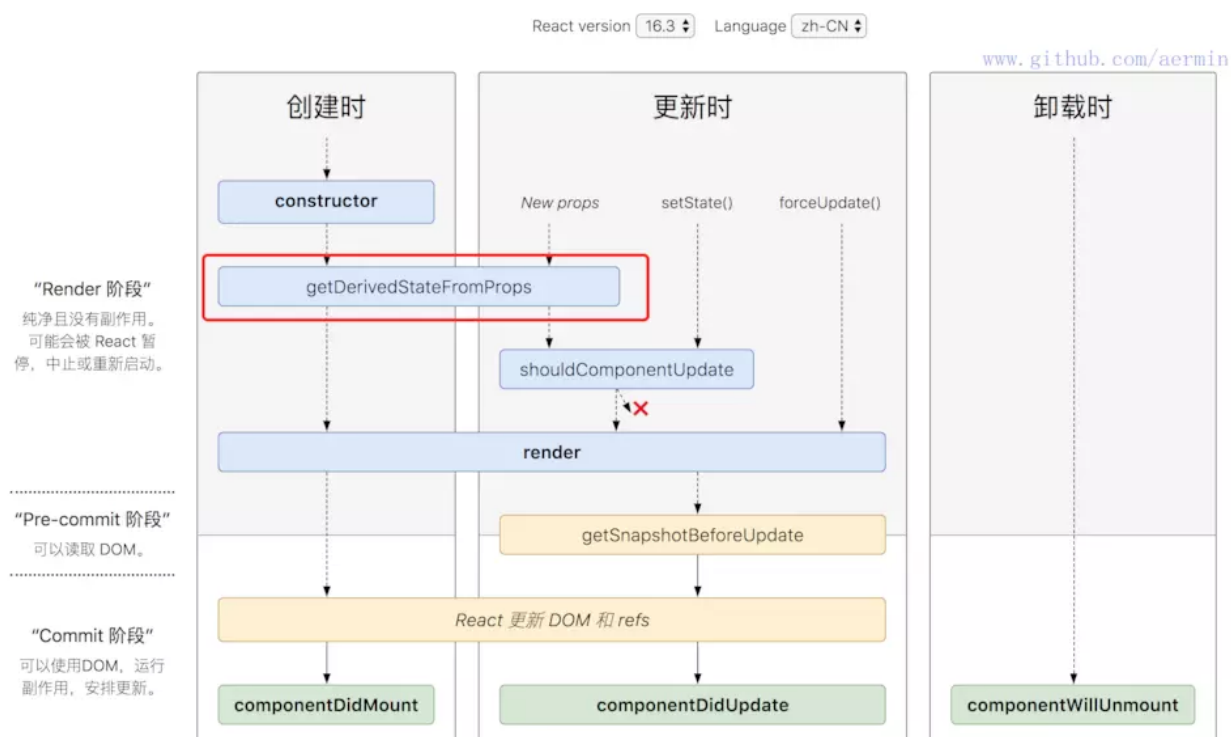 React version 16.3 Language zh-CN
www.github.com/aermin
创建时
更新时
卸载时
constructor
New props
setState()
forceUpdate()
“Render 阶段”
纯净且没有副作用。
可能会被 React 暂
停，中止或重新启动。
getDerivedStateFromProps
shouldComponentUpdate
render
“Pre-commit 阶段”
可以读取 DOM。
getSnapshotBeforeUpdate
React 更新 DOM 和 refs
“Commit 阶段”
可以使用DOM，运行
副作用，安排更新。
componentDidMount
componentDidUpdate
componentWillUnmount